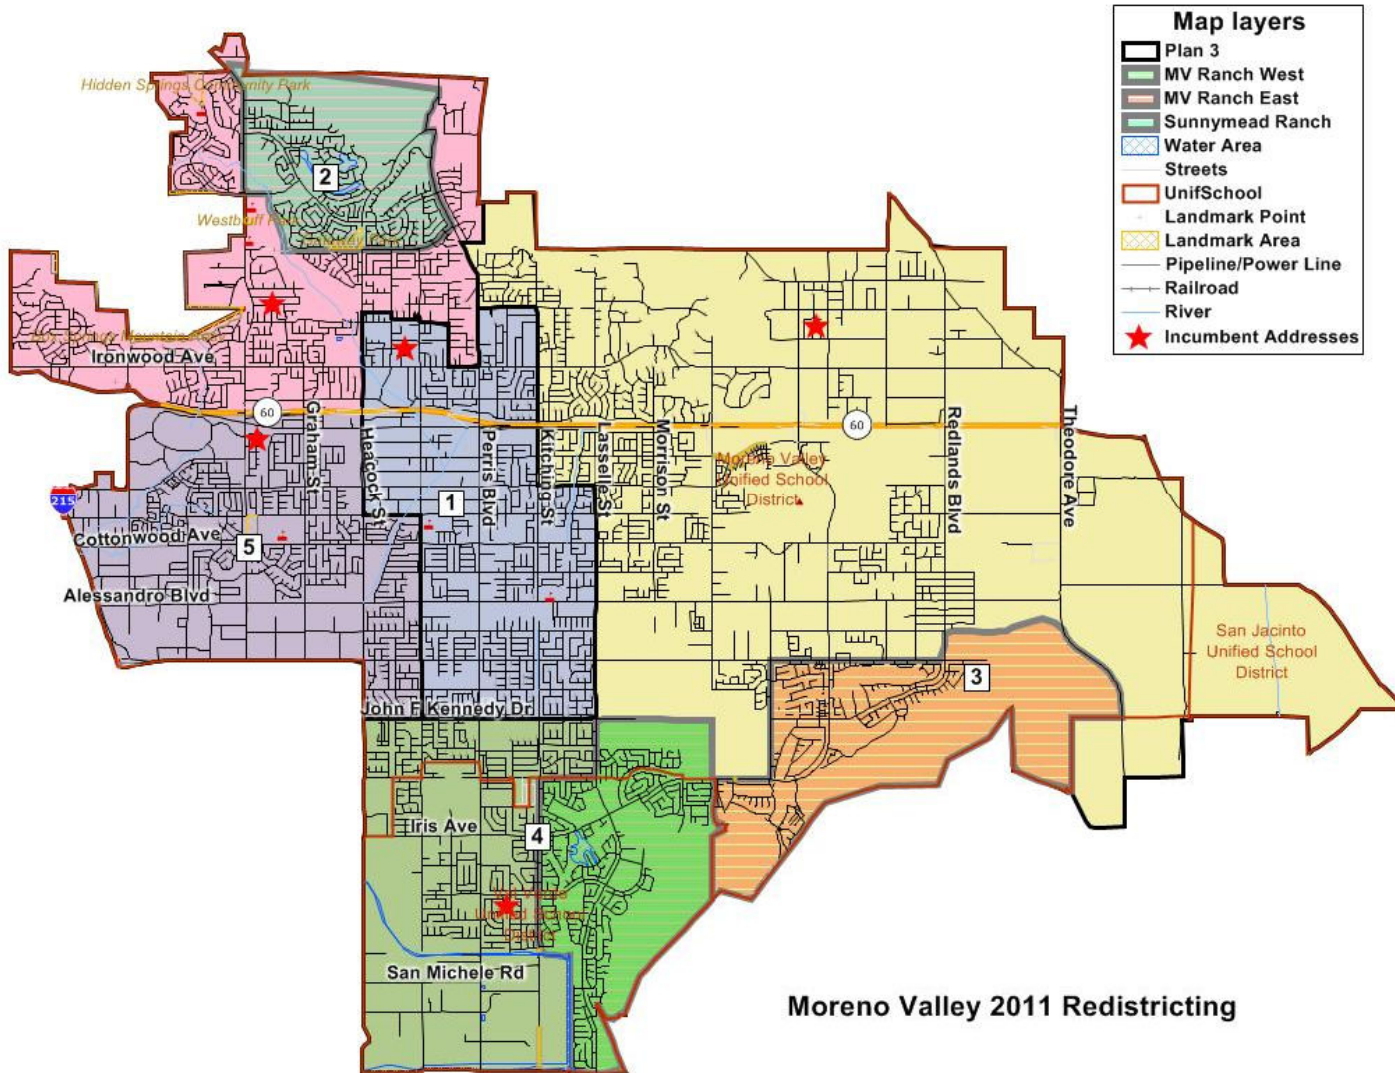 Map layers
Plan 3
MV Ranch West
MV Ranch East
Sunnymead Ranch
Water Area
Streets
UnifSchool
Landmark Point
Landmark Area
Pipeline/Power Line
Railroad
River
Incumbent Addresses
Hidden Springs Community Park
2
Westbluff Park
Ironwood Ave
60
60
Graham St
Heacock St
Perris Blvd
Kitching St
Lasselle St
Morrison St
Redlands Blvd
Theodore Ave
Moreno Valley
Unified School
District
215
1
Cottonwood Ave
5
Alessandro Blvd
San Jacinto
Unified School
District
3
John F Kennedy Dr
Iris Ave
4
Unified School
District
San Michele Rd
Moreno Valley 2011 Redistricting